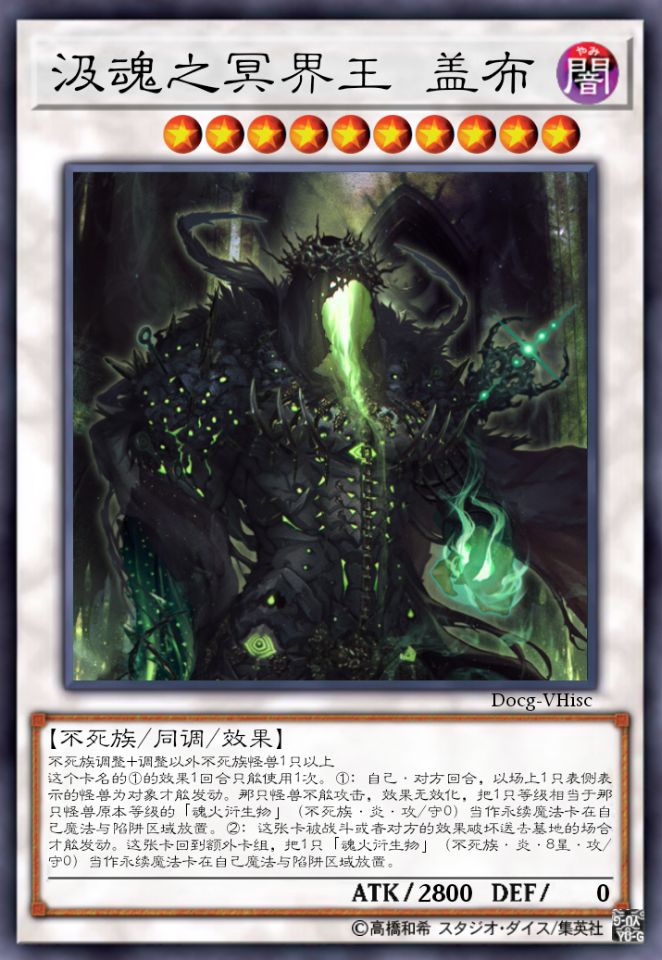 汲魂之冥界王 盖布
やみ
闇
Docg-VHisc
【不死族/同调/效果】
不死族调整+调整以外不死族怪兽1只以上
这个卡名的①的效果1回合只能使用1次。①：自己·对方回合，以场上1只表侧表
示的怪兽为对象才能发动。那只怪兽不能攻击，效果无效化，把1只等级相当于那
只怪兽原本等级的「魂火衍生物」（不死族·炎·攻/守0）当作永续魔法卡在自
己魔法与陷阱区域放置。②：这张卡被战斗或者对方的效果破坏送去墓地的场合
才能发动。这张卡回到额外卡组，把1只「魂火衍生物」（不死族·炎·8星·攻/
守0）当作永续魔法卡在自己魔法与陷阱区域放置。
ATK/2800 DEF/ 0
©高橋和希 スタジオ・ダイス/集英社